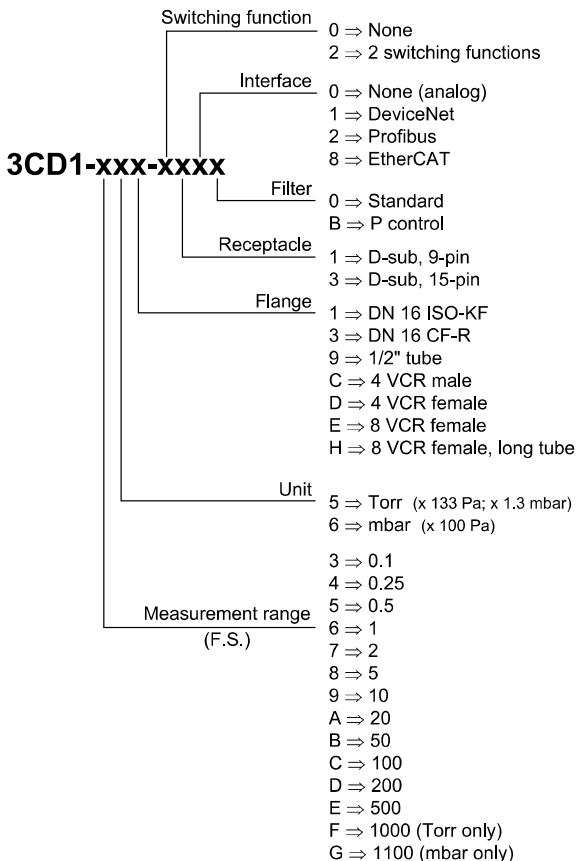 Switching function
0 ⇒ None
2 ⇒ 2 switching functions
Interface
0 ⇒ None (analog)
1 ⇒ DeviceNet
2 ⇒ Profibus
8 ⇒ EtherCAT
3CD1-xxx-xxxx
Filter
0 ⇒ Standard
B ⇒ P control
Receptacle
1 ⇒ D-sub, 9-pin
3 ⇒ D-sub, 15-pin
Flange
1 ⇒ DN 16 ISO-KF
3 ⇒ DN 16 CF-R
9 ⇒ 1/2" tube
C ⇒ 4 VCR male
D ⇒ 4 VCR female
E ⇒ 8 VCR female
H ⇒ 8 VCR female, long tube
Unit
5 ⇒ Torr (x 133 Pa; x 1.3 mbar)
6 ⇒ mbar (x 100 Pa)
Measurement range
(F.S.)
3 ⇒ 0.1
4 ⇒ 0.25
5 ⇒ 0.5
6 ⇒ 1
7 ⇒ 2
8 ⇒ 5
9 ⇒ 10
A ⇒ 20
B ⇒ 50
C ⇒ 100
D ⇒ 200
E ⇒ 500
F ⇒ 1000 (Torr only)
G ⇒ 1100 (mbar only)